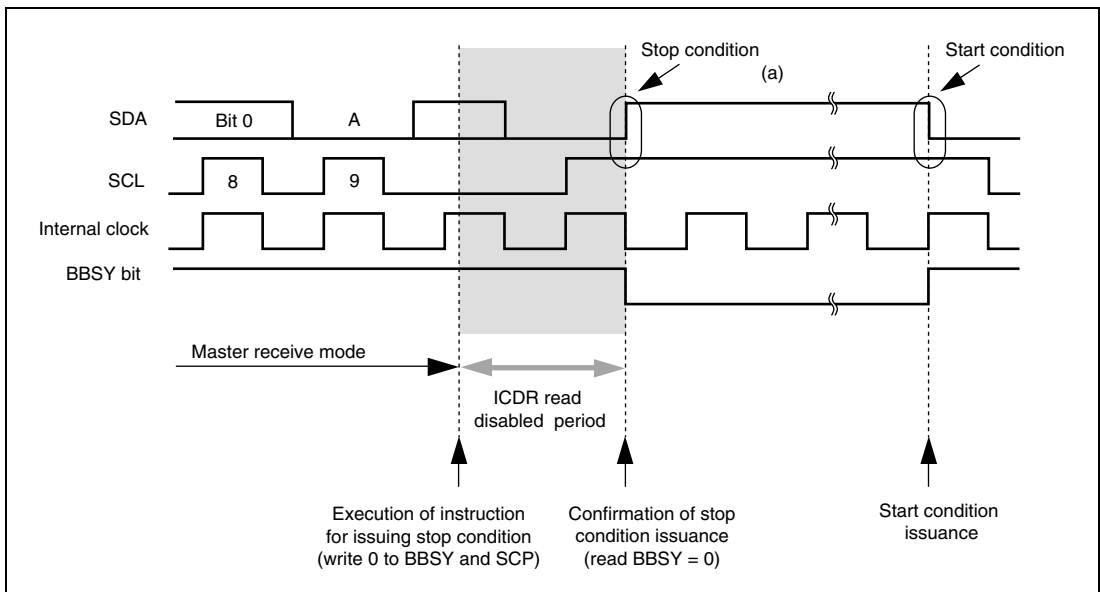 Stop condition
(a)
Start condition
SDA
Bit 0
A
SCL
8
9
Internal clock
BBSY bit
Master receive mode
ICDR read
disabled period
Execution of instruction
for issuing stop condition
(write 0 to BBSY and SCP)
Confirmation of stop
condition issuance
(read BBSY = 0)
Start condition
issuance